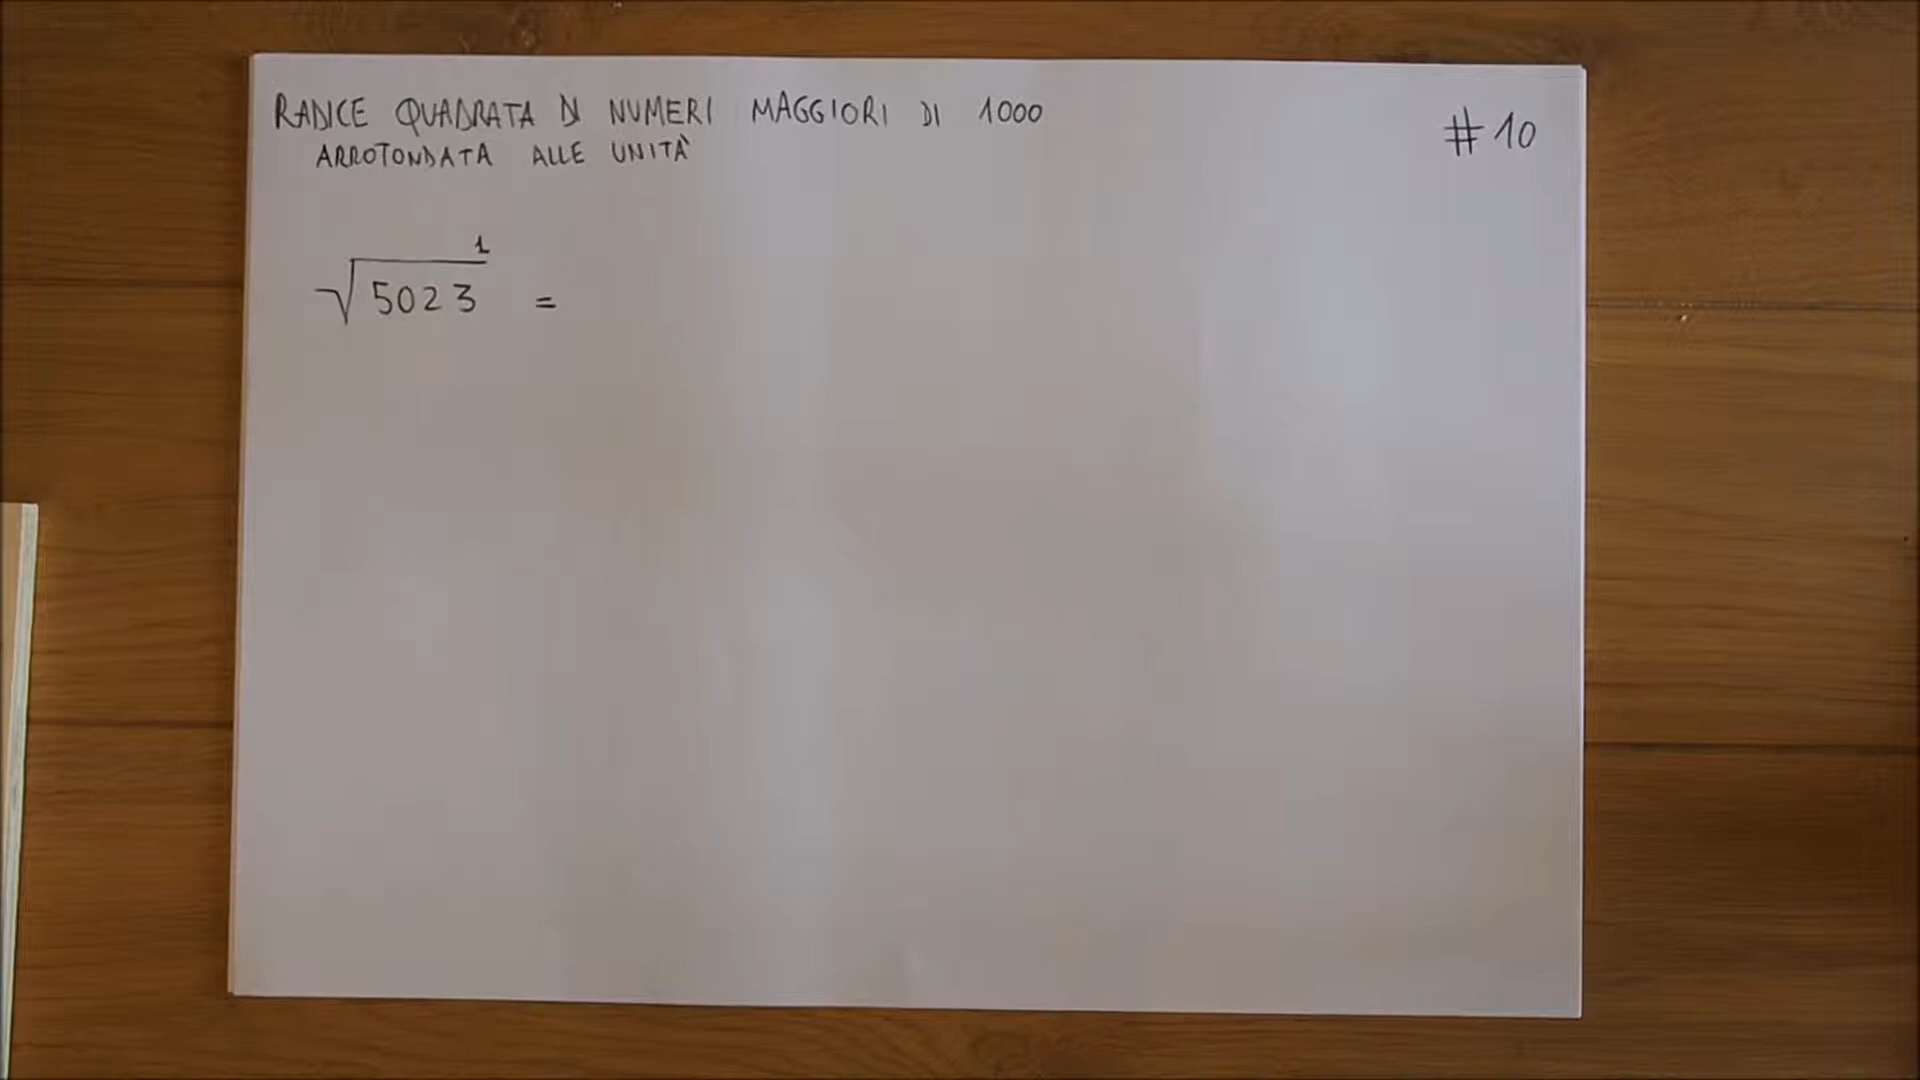 RADICE QUADRATA DI NUMERI MAGGIORI DI 1000
ARROTONDATA ALLE UNITÀ
#10
1
√5023 =